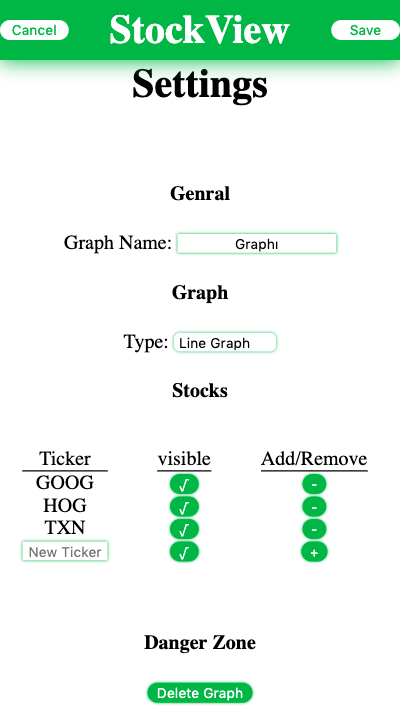 Cancel StockView Save
Settings
Genral
Graph Name: Graph1
Graph
Type: Line Graph
Stocks
Ticker visible Add/Remove
GOOG √ -
HOG √ -
TXN √ -
New Ticker √ +
Danger Zone
Delete Graph